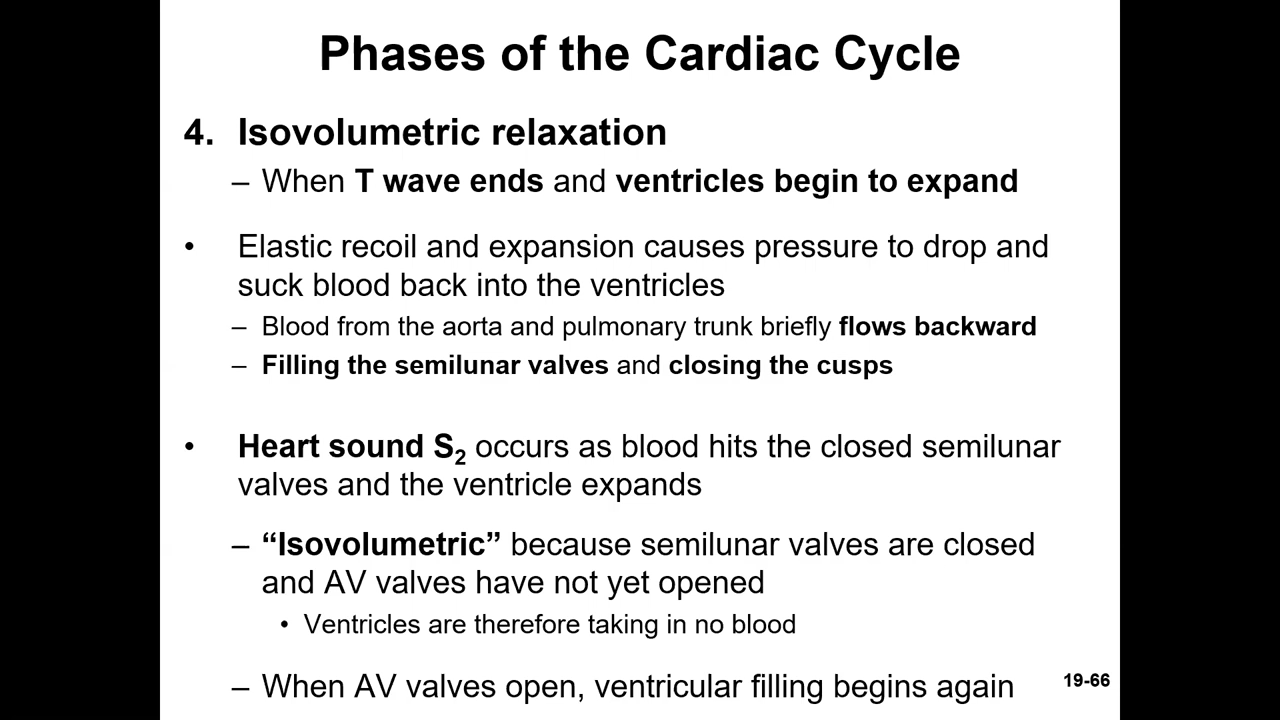 Phases of the Cardiac Cycle
4. Isovolumetric relaxation
– When T wave ends and ventricles begin to expand
• Elastic recoil and expansion causes pressure to drop and
suck blood back into the ventricles
– Blood from the aorta and pulmonary trunk briefly flows backward
– Filling the semilunar valves and closing the cusps
• Heart sound S₂ occurs as blood hits the closed semilunar
valves and the ventricle expands
– “Isovolumetric” because semilunar valves are closed
and AV valves have not yet opened
• Ventricles are therefore taking in no blood
– When AV valves open, ventricular filling begins again
19-66